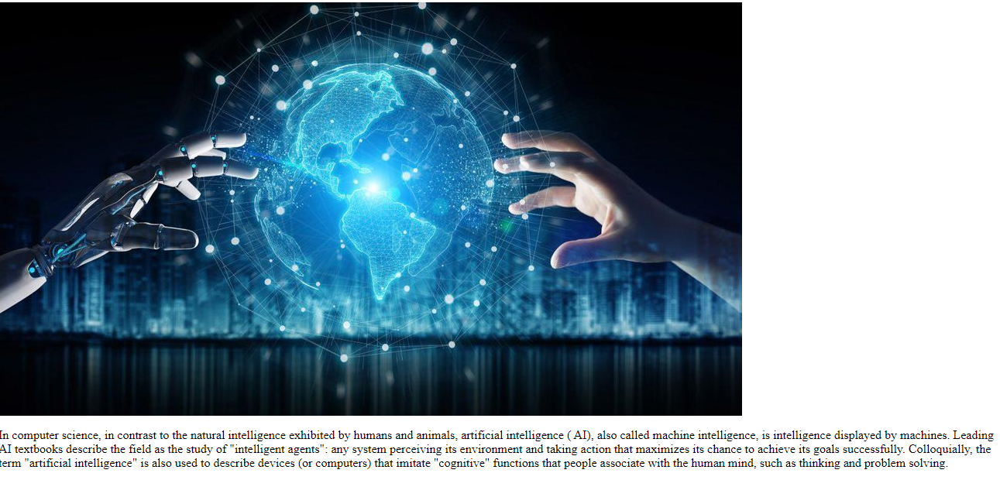 In computer science, in contrast to the natural intelligence exhibited by humans and animals, artificial intelligence ( AI), also called machine intelligence, is intelligence displayed by machines. Leading
AI textbooks describe the field as the study of "intelligent agents": any system perceiving its environment and taking action that maximizes its chance to achieve its goals successfully. Colloquially, the
term "artificial intelligence" is also used to describe devices (or computers) that imitate "cognitive" functions that people associate with the human mind, such as thinking and problem solving.